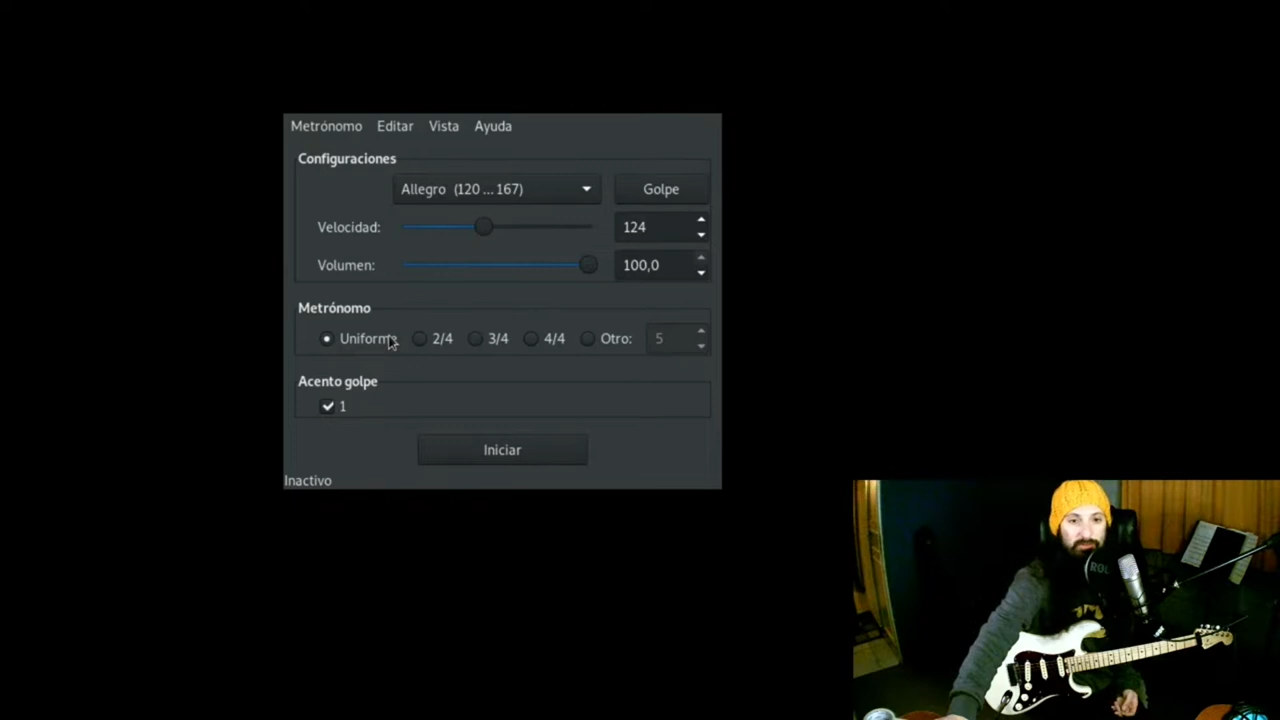 Metrónomo Editar Vista Ayuda
Configuraciones
Allegro (120 ... 167) Golpe
Velocidad: 124
Volumen: 100,0
Metrónomo
Uniforme 2/4 3/4 4/4 Otro: 5
Acento golpe
1
Iniciar
Inactivo